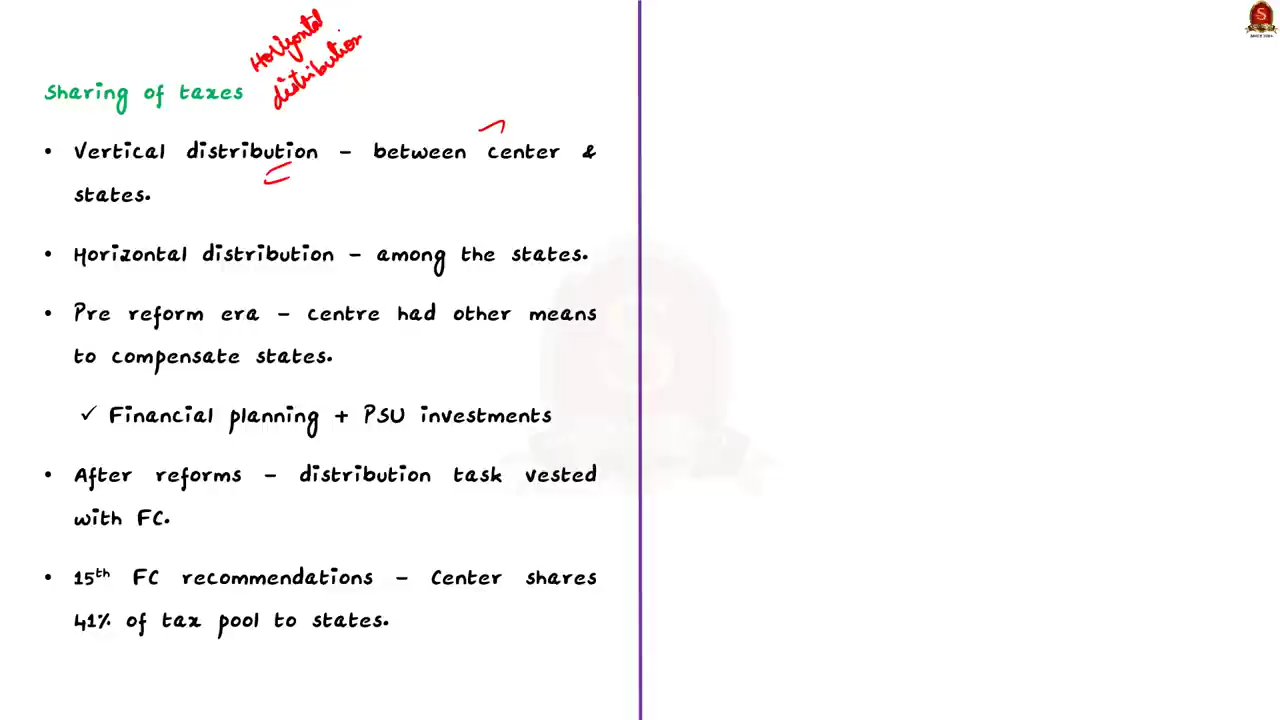 Horizontal
distribution
Sharing of taxes
• Vertical distribution – between center &
states.
• Horizontal distribution – among the states.
• Pre reform era – centre had other means
to compensate states.
✓ Financial planning + PSU investments
• After reforms – distribution task vested
with FC.
• 15th FC recommendations – Center shares
41% of tax pool to states.